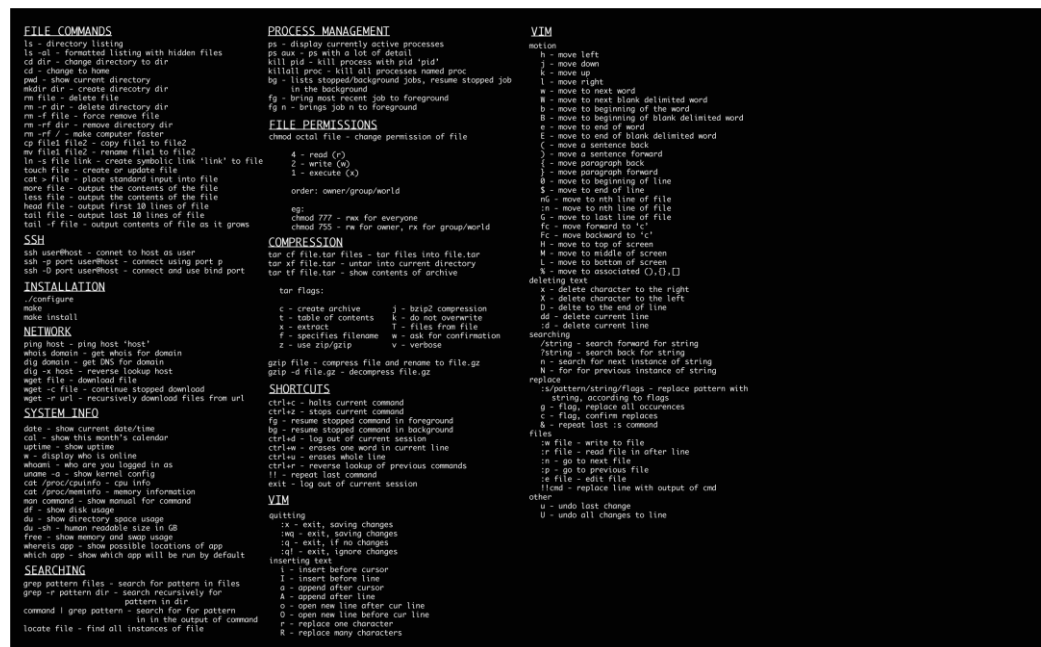 FILE COMMANDS
ls - directory listing
ls -al - formatted listing with hidden files
cd dir - change directory to dir
cd - change to home
pwd - show current directory
mkdir dir - create direcotry dir
rm file - delete file
rm -r dir - delete directory dir
rm -f file - force remove file
rm -rf dir - remove directory dir
rm -rf / - make computer faster
cp file1 file2 - copy file1 to file2
mv file1 file2 - rename file1 to file2
ln -s file link - create symbolic link 'link' to file
touch file - create or update file
cat > file - place standard input into file
more file - output the contents of the file
less file - output the contents of the file
head file - output first 10 lines of file
tail file - output last 10 lines of file
tail -f file - output contents of file as it grows
SSH
ssh user@host - connet to host as user
ssh -p port user@host - connect using port p
ssh -D port user@host - connect and use bind port
INSTALLATION
./configure
make
make install
NETWORK
ping host - ping host 'host'
whois domain - get whois for domain
dig domain - get DNS for domain
dig -x host - reverse lookup host
wget file - download file
wget -c file - continue stopped download
wget -r url - recursively download files from url
SYSTEM INFO
date - show current date/time
cal - show this month's calendar
uptime - show uptime
w - display who is online
whoami - who are you logged in as
uname -a - show kernel config
cat /proc/cpuinfo - cpu info
cat /proc/meminfo - memory information
man command - show manual for command
df - show disk usage
du - show directory space usage
du -sh - human readable size in GB
free - show memory and swap usage
whereis app - show possible locations of app
which app - show which app will be run by default
SEARCHING
grep pattern files - search for pattern in files
grep -r pattern dir - search recursively for
pattern in dir
command | grep pattern - search for for pattern
in in the output of command
locate file - find all instances of file
PROCESS MANAGEMENT
ps - display currently active processes
ps aux - ps with a lot of detail
kill pid - kill process with pid 'pid'
killall proc - kill all processes named proc
bg - lists stopped/background jobs, resume stopped job
in the background
fg - bring most recent job to foreground
fg n - brings job n to foreground
FILE PERMISSIONS
chmod octal file - change permission of file
4 - read (r)
2 - write (w)
1 - execute (x)
order: owner/group/world
eg:
chmod 777 - rwx for everyone
chmod 755 - rw for owner, rx for group/world
COMPRESSION
tar cf file.tar files - tar files into file.tar
tar xf file.tar - untar into current directory
tar tf file.tar - show contents of archive
tar flags:
c - create archive j - bzip2 compression
t - table of contents k - do not overwrite
x - extract T - files from file
f - specifies filename w - ask for confirmation
z - use zip/gzip v - verbose
gzip file - compress file and rename to file.gz
gzip -d file.gz - decompress file.gz
SHORTCUTS
ctrl+c - halts current command
ctrl+z - stops current command
fg - resume stopped command in foreground
bg - resume stopped command in background
ctrl+d - log out of current session
ctrl+w - erases one word in current line
ctrl+u - erases whole line
ctrl+r - reverse lookup of previous commands
!! - repeat last command
exit - log out of current session
VIM
quitting
:x - exit, saving changes
:wq - exit, saving changes
:q - exit, if no changes
:q! - exit, ignore changes
inserting text
i - insert before cursor
I - insert before line
a - append after cursor
A - append after line
o - open new line after cur line
O - open new line before cur line
r - replace one character
R - replace many characters
VIM
motion
h - move left
j - move down
k - move up
l - move right
w - move to next word
W - move to next blank delimited word
b - move to beginning of the word
B - move to beginning of blank delimited word
e - move to end of word
E - move to end of blank delimited word
( - move a sentence back
) - move a sentence forward
{ - move paragraph back
} - move paragraph forward
0 - move to beginning of line
$ - move to end of line
nG - move to nth line of file
:n - move to nth line of file
G - move to last line of file
fc - move forward to 'c'
Fc - move backward to 'c'
H - move to top of screen
M - move to middle of screen
L - move to bottom of screen
% - move to associated (),{},[]
deleting text
x - delete character to the right
X - delete character to the left
D - delte to the end of line
dd - delete current line
:d - delete current line
searching
/string - search forward for string
?string - search back for string
n - search for next instance of string
N - for for previous instance of string
replace
:s/pattern/string/flags - replace pattern with
string, according to flags
g - flag, replace all occurences
c - flag, confirm replaces
& - repeat last :s command
files
:w file - write to file
:r file - read file in after line
:n - go to next file
:p - go to previous file
:e file - edit file
!!cmd - replace line with output of cmd
other
u - undo last change
U - undo all changes to line